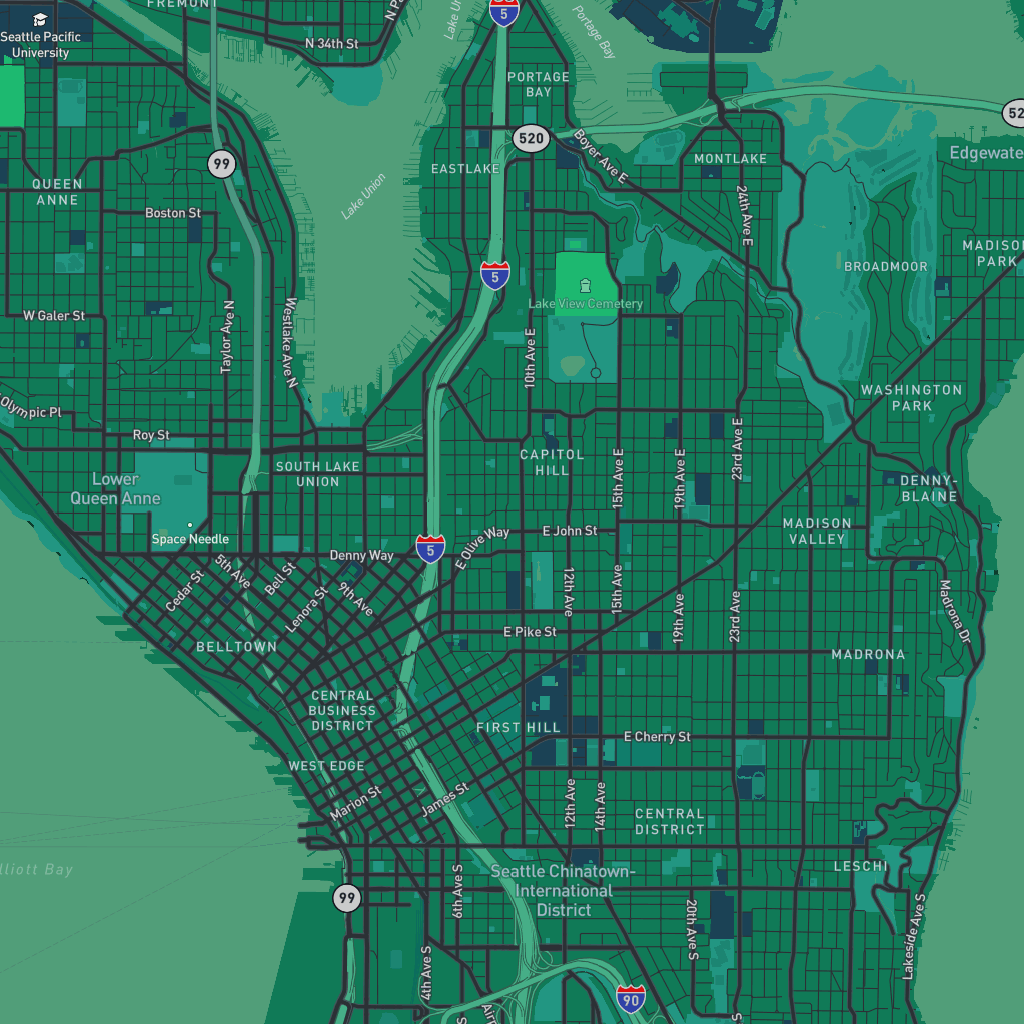 FREMONT
5
Seattle Pacific
University
N 34th St
Portage Bay
PORTAGE
BAY
520
99
520
Boyer Ave E
MONTLAKE
Edgewate
EASTLAKE
QUEEN
ANNE
Lake Union
Boston St
24th Ave E
MADISON
PARK
BROADMOOR
5
Lake View Cemetery
W Galer St
Taylor Ave N
Westlake Ave N
10th Ave E
Olympic Pl
WASHINGTON
PARK
Roy St
SOUTH LAKE
UNION
CAPITOL
HILL
15th Ave E
19th Ave E
23rd Ave E
Lower
Queen Anne
DENNY-
BLAINE
Space Needle
E John St
MADISON
VALLEY
5
Denny Way
E Olive Way
Cedar St
5th Ave
Bell St
Lenora St
9th Ave
12th Ave
15th Ave
19th Ave
23rd Ave
Madrona Dr
BELLTOWN
E Pike St
MADRONA
CENTRAL
BUSINESS
DISTRICT
FIRST HILL
E Cherry St
WEST EDGE
Marion St
James St
12th Ave
14th Ave
CENTRAL
DISTRICT
lliott Bay
LESCHI
99
6th Ave S
Seattle Chinatown-
International
District
20th Ave S
Lakeside Ave S
4th Ave S
90